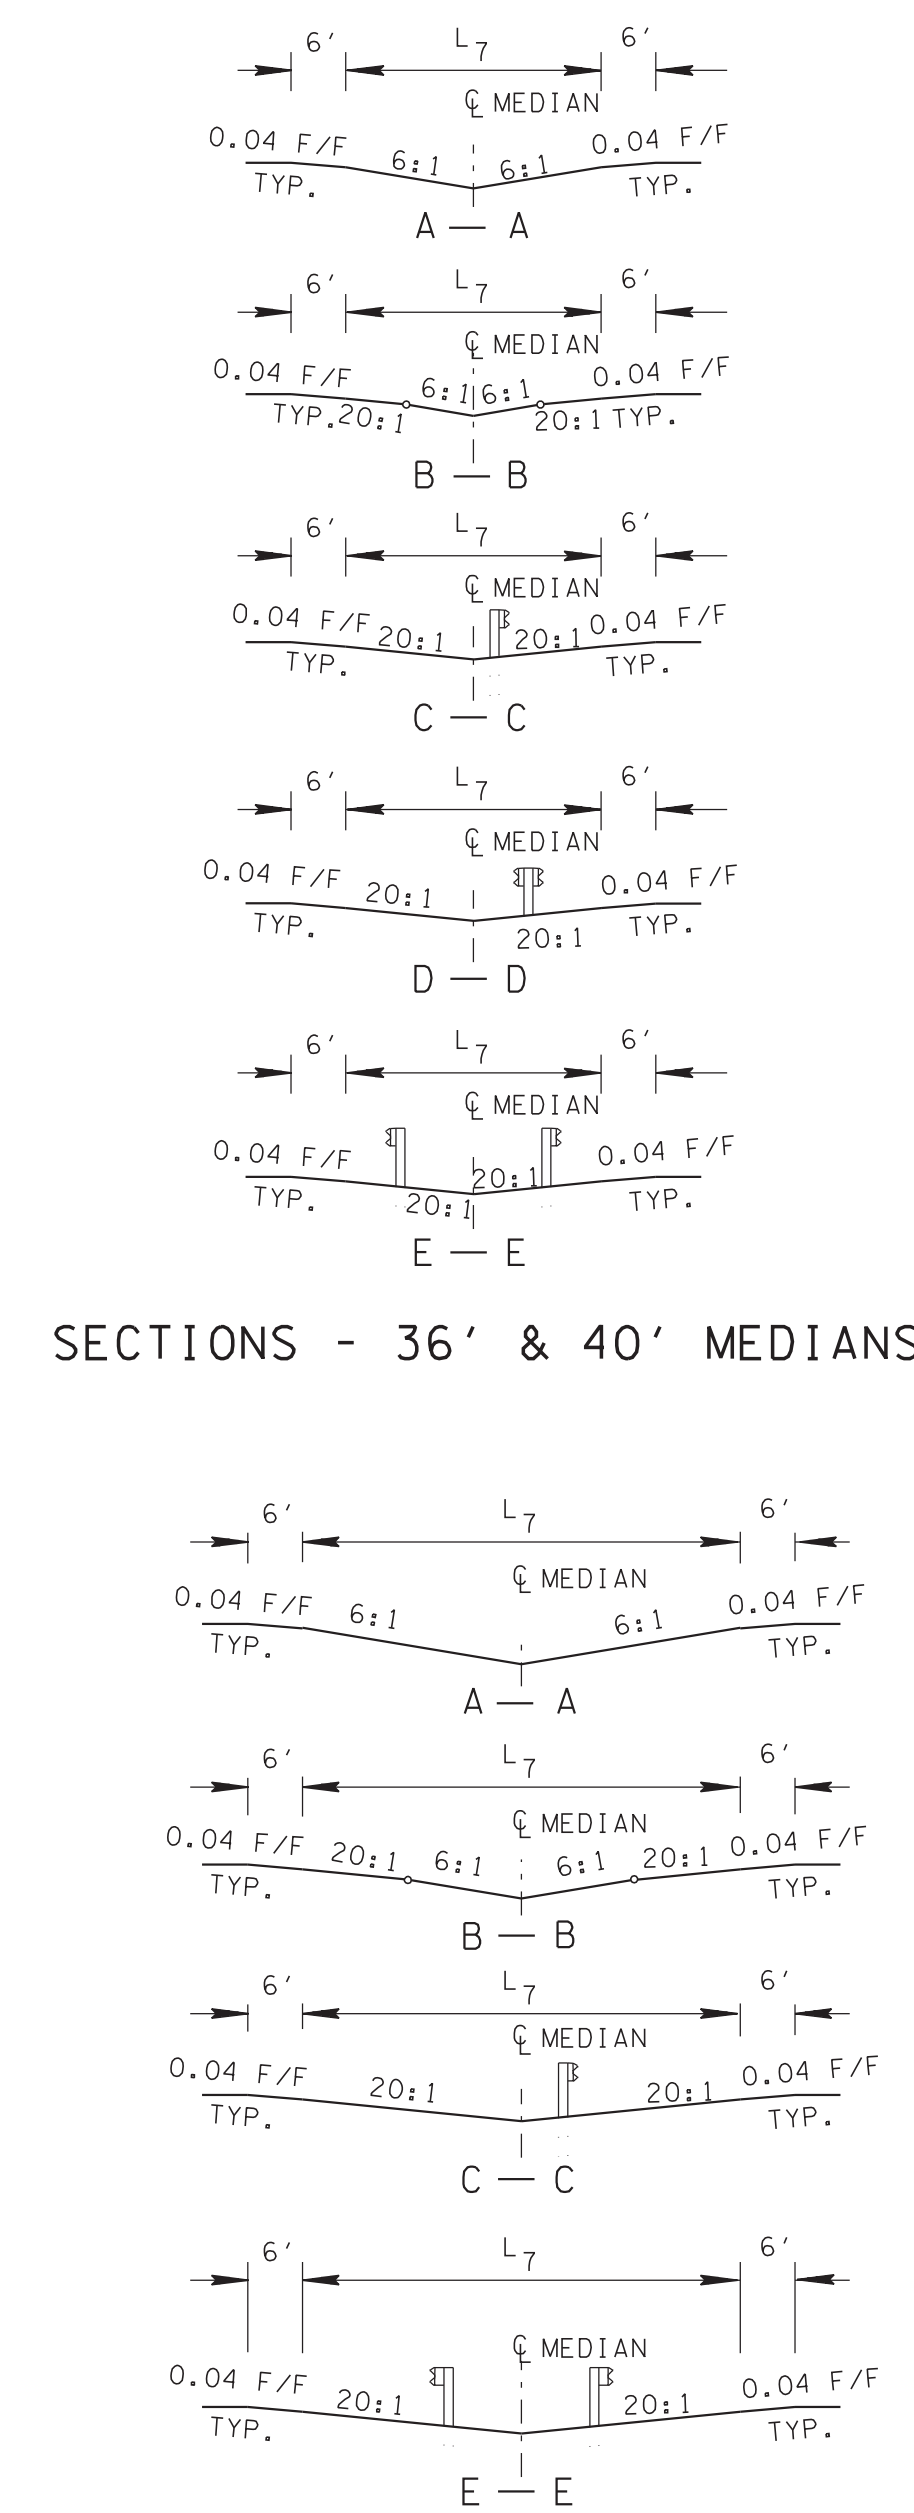 6' L7 6'
℄ MEDIAN
0.04 F/F 6:1 6:1 0.04 F/F
TYP. TYP.
A — A
6' L7 6'
℄ MEDIAN
0.04 F/F 6:1 6:1 0.04 F/F
TYP. 20:1 20:1 TYP.
B — B
6' L7 6'
℄ MEDIAN
0.04 F/F 20:1 20:1 0.04 F/F
TYP. TYP.
C — C
6' L7 6'
℄ MEDIAN
0.04 F/F 20:1 0.04 F/F
TYP. 20:1 TYP.
D — D
6' L7 6'
℄ MEDIAN
0.04 F/F 20:1 0.04 F/F
TYP. 20:1 TYP.
E — E
SECTIONS - 36' & 40' MEDIANS
6' L7 6'
℄ MEDIAN
0.04 F/F 6:1 6:1 0.04 F/F
TYP. TYP.
A — A
6' L7 6'
℄ MEDIAN
0.04 F/F 20:1 6:1 6:1 20:1 0.04 F/F
TYP. TYP.
B — B
6' L7 6'
℄ MEDIAN
0.04 F/F 20:1 20:1 0.04 F/F
TYP. TYP.
C — C
6' L7 6'
℄ MEDIAN
0.04 F/F 20:1 20:1 0.04 F/F
TYP. TYP.
E — E